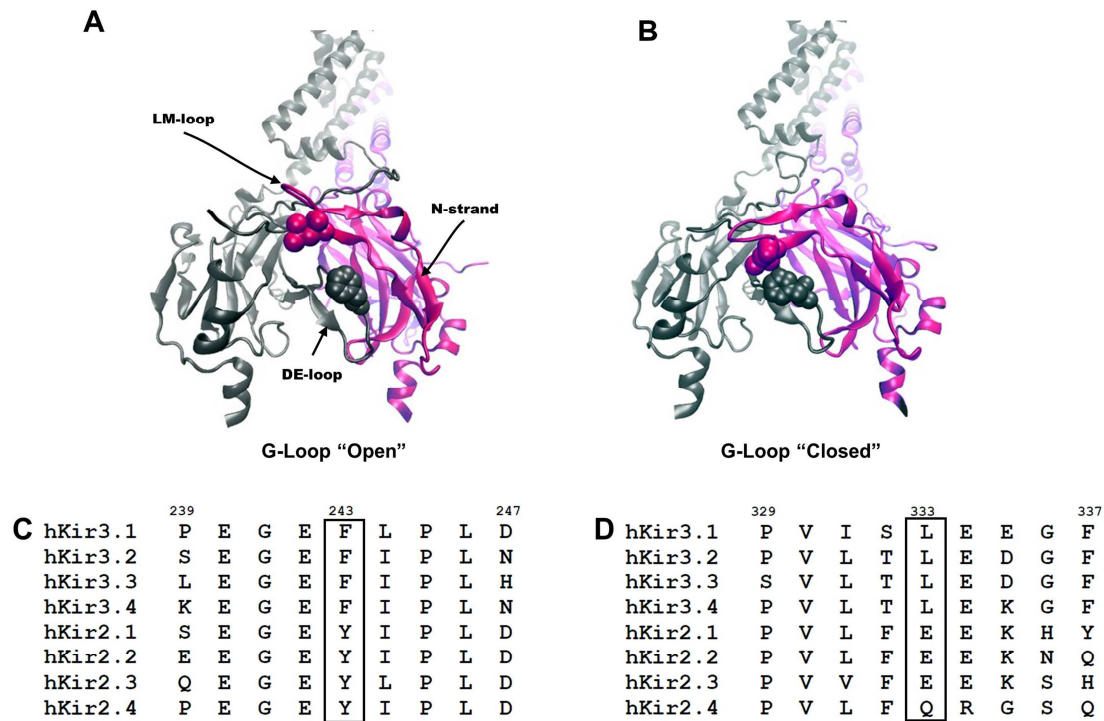 A
B
LM-loop
N-strand
DE-loop
G-Loop “Open”
G-Loop “Closed”
C
239 243 247
hKir3.1 P E G E F L P L D
hKir3.2 S E G E F I P L N
hKir3.3 L E G E F I P L H
hKir3.4 K E G E F I P L N
hKir2.1 S E G E Y I P L D
hKir2.2 E E G E Y I P L D
hKir2.3 Q E G E Y L P L D
hKir2.4 P E G E Y I P L D
D
329 333 337
hKir3.1 P V I S L E E G F
hKir3.2 P V L T L E D G F
hKir3.3 S V L T L E D G F
hKir3.4 P V L T L E K G F
hKir2.1 P V L F E E K H Y
hKir2.2 P V L F E E K N Q
hKir2.3 P V V F E E K S H
hKir2.4 P V L F Q R G S Q